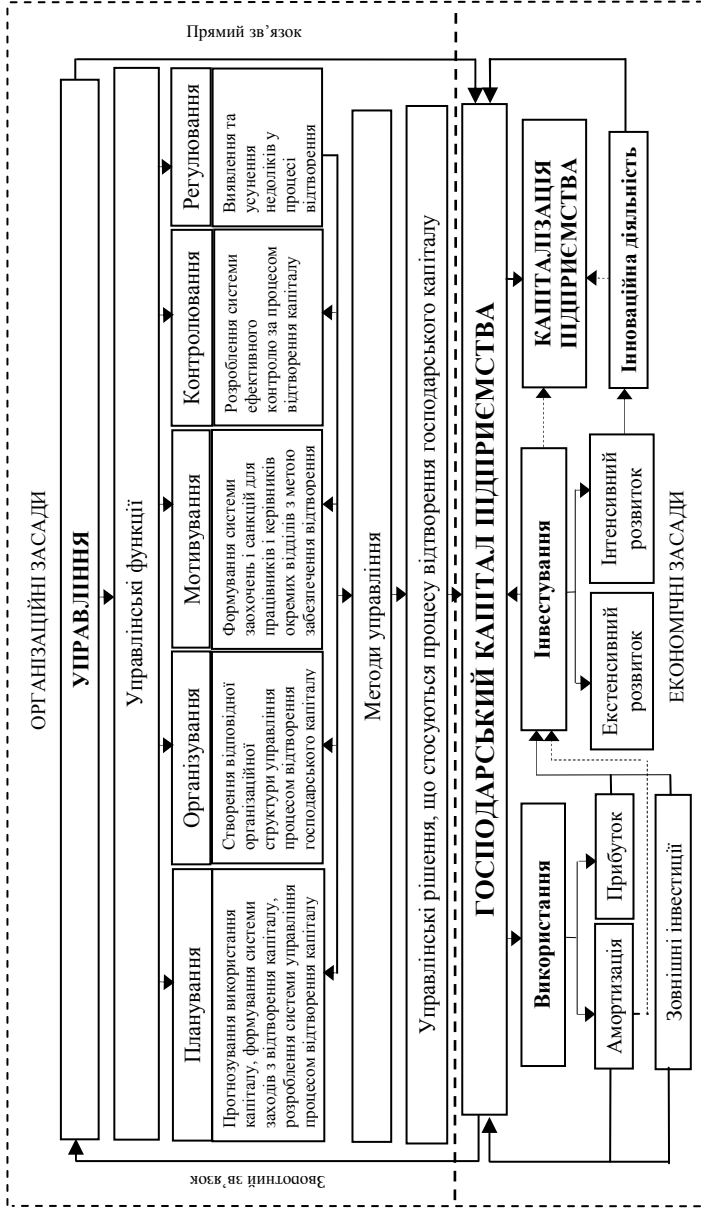 ОРГАНІЗАЦІЙНІ ЗАСАДИ
УПРАВЛІННЯ
Прямий зв’язок
Управлінські функції
Планування
Прогнозування використання
капіталу, формування системи
заходів з відтворення капіталу,
розроблення системи управління
процесом відтворення капіталу
Організування
Створення відповідної
організаційної
структури управління
процесом відтворення
господарського капіталу
Мотивування
Формування системи
заохочень і санкцій для
працівників і керівників
окремих відділів з метою
забезпечення відтворення
Контролювання
Розроблення системи
ефективного
контролю за процесом
відтворення капіталу
Регулювання
Виявлення та
усунення
недоліків у
процесі
відтворення
Методи управління
Управлінські рішення, що стосуються процесу відтворення господарського капіталу
Зворотний зв’язок
ГОСПОДАРСЬКИЙ КАПІТАЛ ПІДПРИЄМСТВА
Використання
Інвестування
КАПІТАЛІЗАЦІЯ
ПІДПРИЄМСТВА
Амортизація
Прибуток
Екстенсивний
розвиток
Інтенсивний
розвиток
Інноваційна діяльність
Зовнішні інвестиції
ЕКОНОМІЧНІ ЗАСАДИ